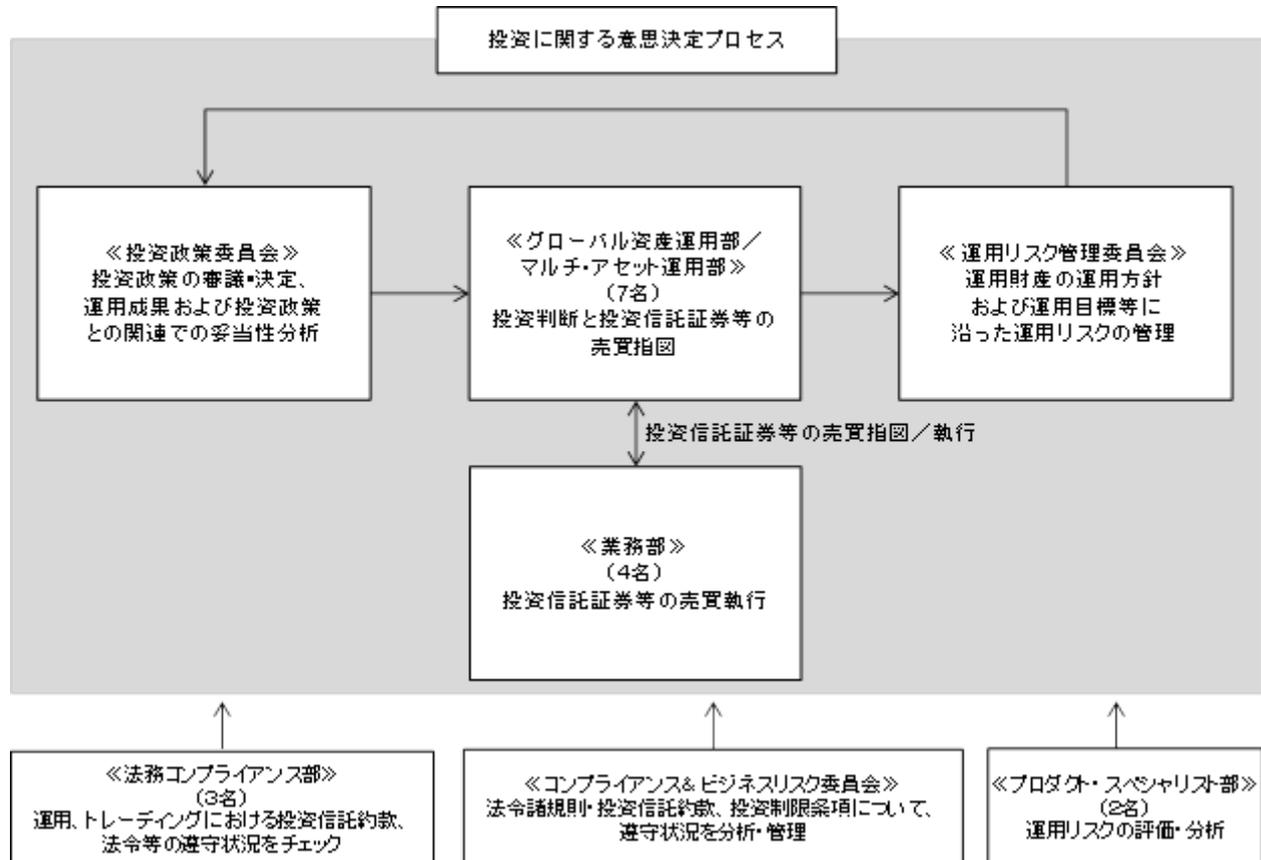 投資に関する意思決定プロセス
≪投資政策委員会≫
投資政策の審議・決定、
運用成果および投資政策
との関連での妥当性分析
≪グローバル資産運用部／
マルチ・アセット運用部≫
(7名)
投資判断と投資信託証券等の
売買指図
≪運用リスク管理委員会≫
運用財産の運用方針
および運用目標等に
沿った運用リスクの管理
投資信託証券等の売買指図／執行
≪業務部≫
(4名)
投資信託証券等の売買執行
≪法務コンプライアンス部≫
(3名)
運用、トレーディングにおける投資信託約款、
法令等の遵守状況をチェック
≪コンプライアンス& ビジネスリスク委員会≫
法令諸規則・投資信託約款、投資制限条項について、
遵守状況を分析・管理
≪プロダクト・スペシャリスト部≫
(2名)
運用リスクの評価・分析